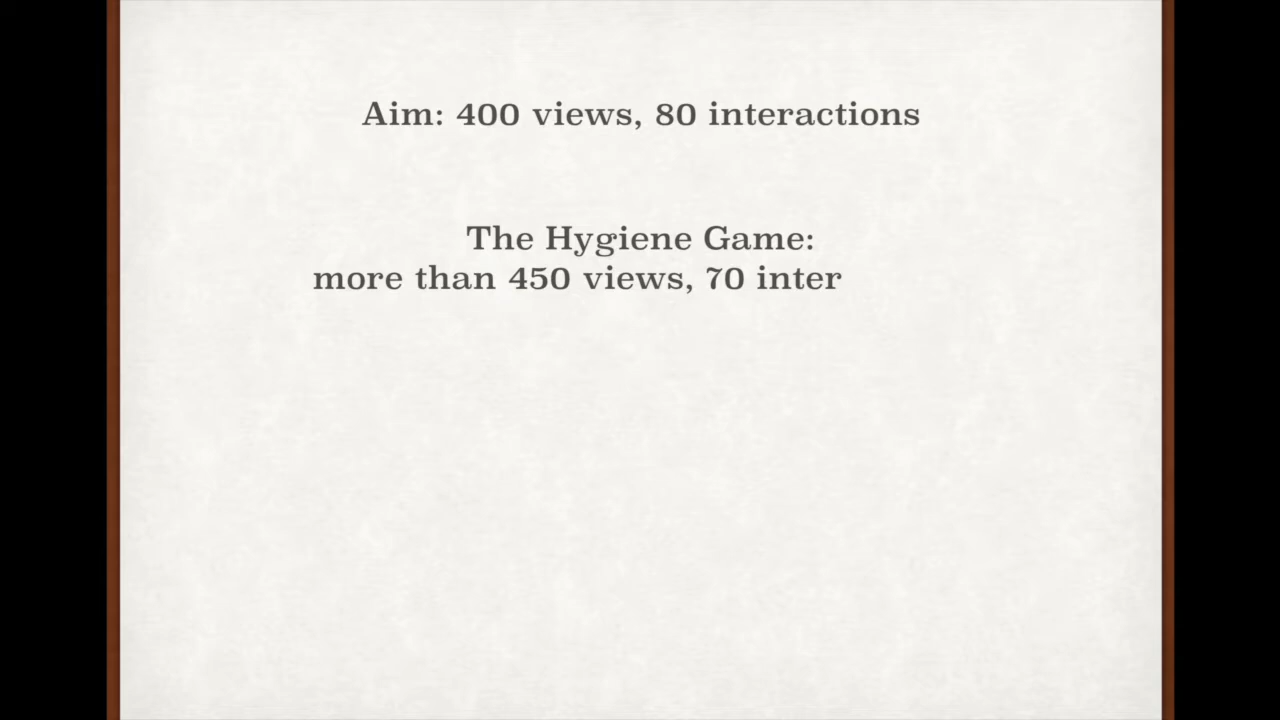 Aim: 400 views, 80 interactions
The Hygiene Game:
more than 450 views, 70 inter